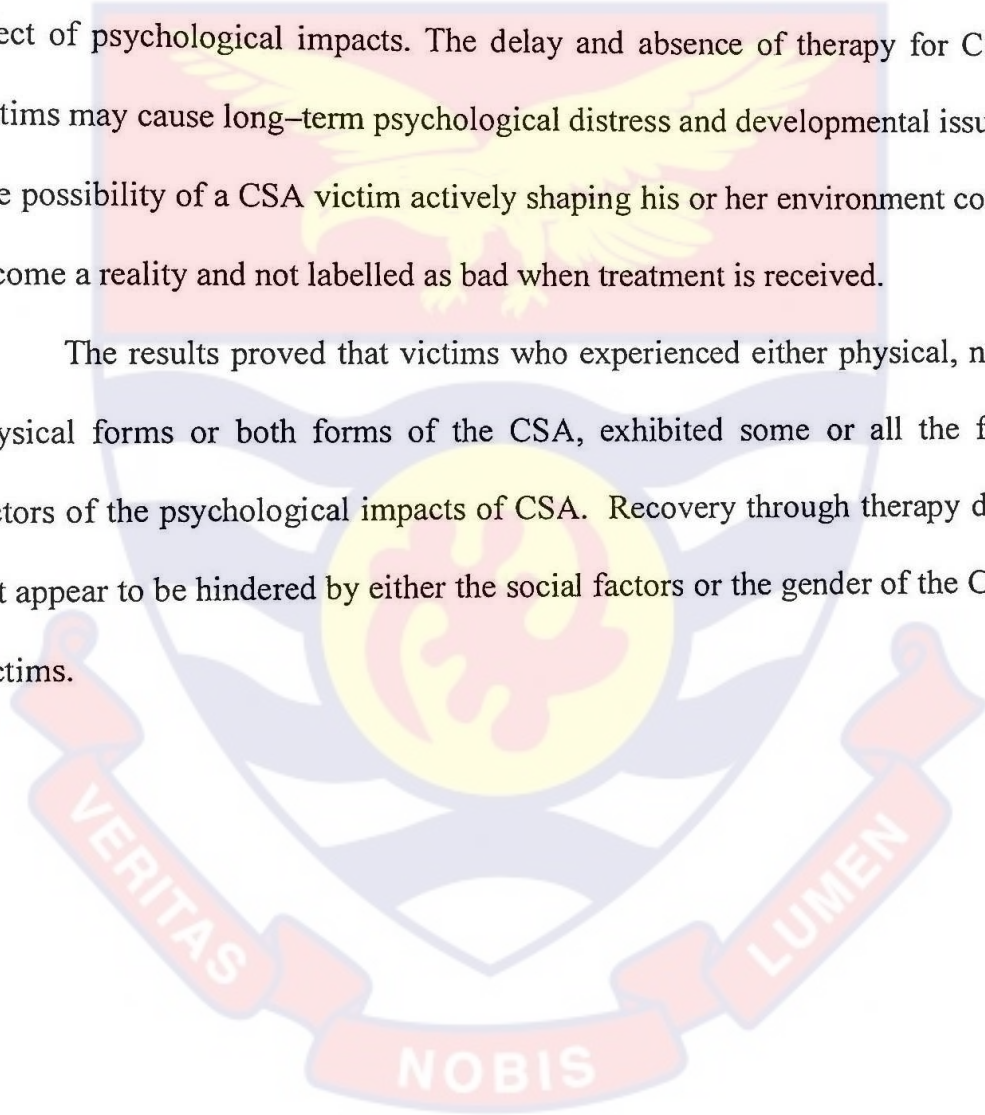 ect of psychological impacts. The delay and absence of therapy for C
tims may cause long–term psychological distress and developmental issu
e possibility of a CSA victim actively shaping his or her environment co
come a reality and not labelled as bad when treatment is received.
The results proved that victims who experienced either physical, n
ysical forms or both forms of the CSA, exhibited some or all the f
ctors of the psychological impacts of CSA. Recovery through therapy d
t appear to be hindered by either the social factors or the gender of the C
ctims.
VERITAS
NOBIS
LUMEN